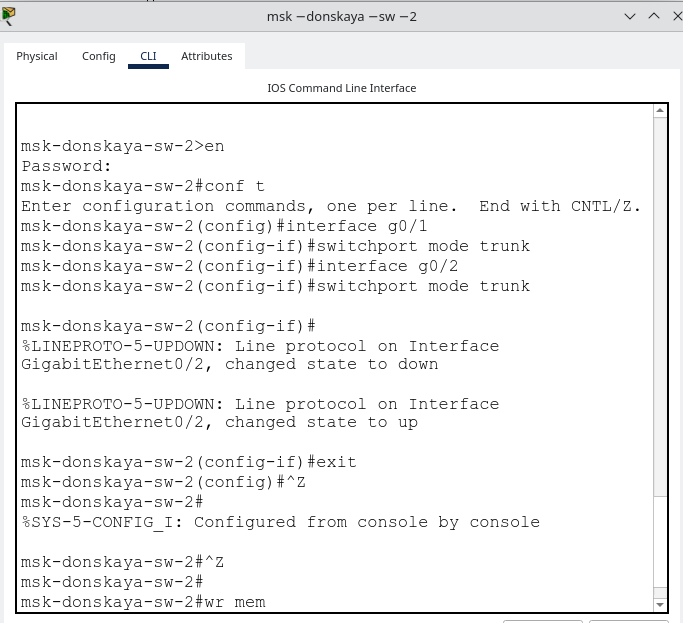 msk −donskaya −sw −2
Physical Config CLI Attributes
IOS Command Line Interface
msk-donskaya-sw-2>en
Password:
msk-donskaya-sw-2#conf t
Enter configuration commands, one per line.  End with CNTL/Z.
msk-donskaya-sw-2(config)#interface g0/1
msk-donskaya-sw-2(config-if)#switchport mode trunk
msk-donskaya-sw-2(config-if)#interface g0/2
msk-donskaya-sw-2(config-if)#switchport mode trunk
msk-donskaya-sw-2(config-if)#
%LINEPROTO-5-UPDOWN: Line protocol on Interface
GigabitEthernet0/2, changed state to down
%LINEPROTO-5-UPDOWN: Line protocol on Interface
GigabitEthernet0/2, changed state to up
msk-donskaya-sw-2(config-if)#exit
msk-donskaya-sw-2(config)#^Z
msk-donskaya-sw-2#
%SYS-5-CONFIG_I: Configured from console by console
msk-donskaya-sw-2#^Z
msk-donskaya-sw-2#
msk-donskaya-sw-2#wr mem